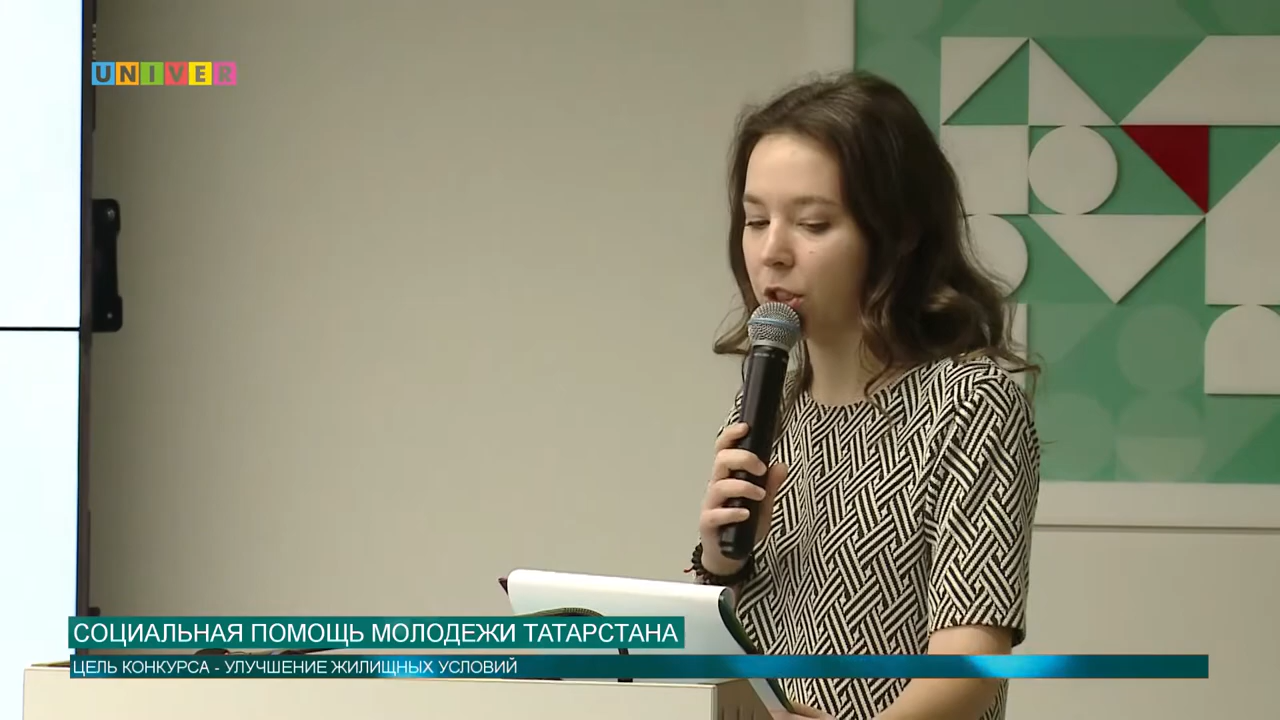 UNIVER
СОЦИАЛЬНАЯ ПОМОЩЬ МОЛОДЕЖИ ТАТАРСТАНА
ЦЕЛЬ КОНКУРСА - УЛУЧШЕНИЕ ЖИЛИЩНЫХ УСЛОВИЙ